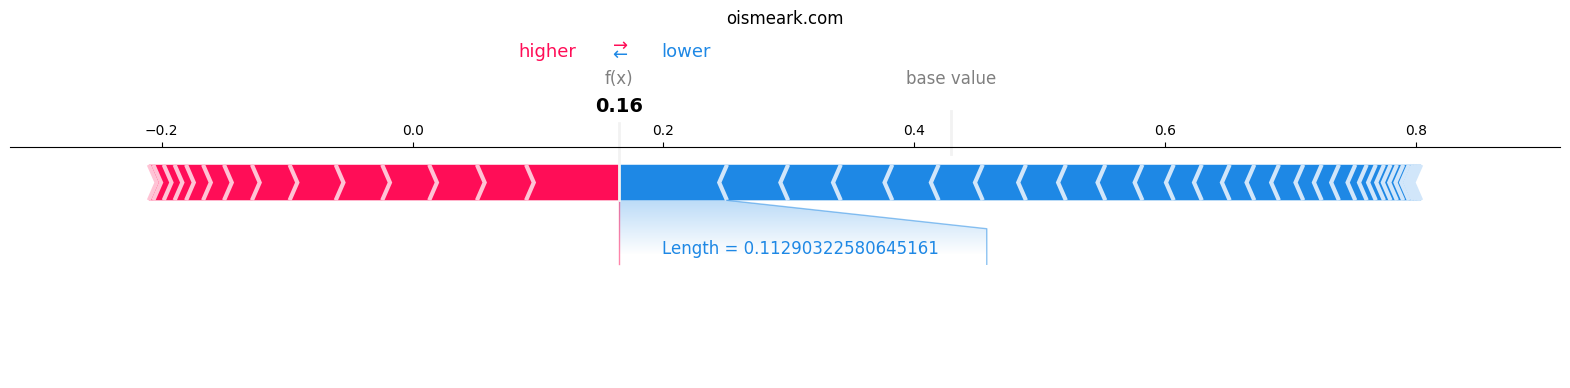 oismeark.com
higher → ← lower
f(x) base value
0.16
−0.2 0.0 0.2 0.4 0.6 0.8
Length = 0.11290322580645161